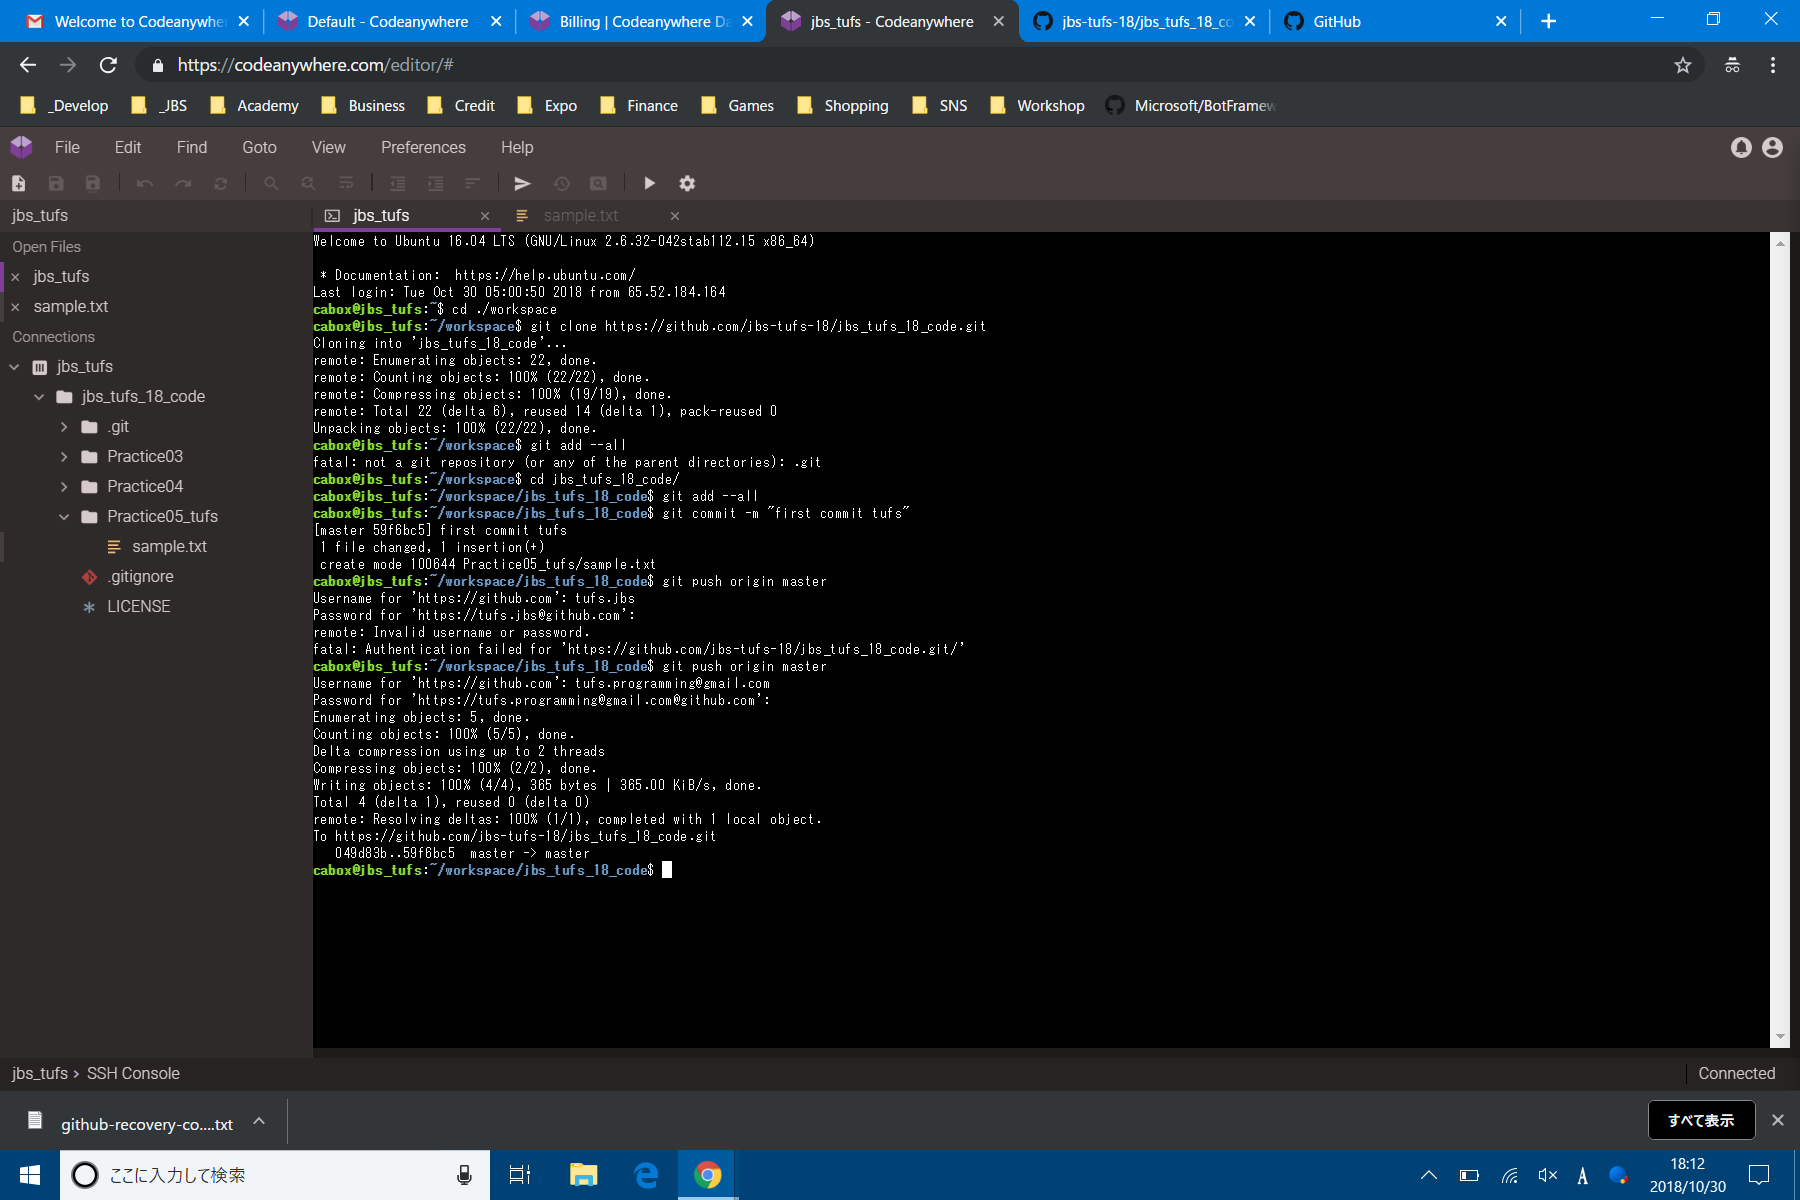 Welcome to Codeanywhe
Default - Codeanywhere
Billing | Codeanywhere Da
jbs_tufs - Codeanywhere
jbs-tufs-18/jbs_tufs_18_co
GitHub
https://codeanywhere.com/editor/#
_Develop
_JBS
Academy
Business
Credit
Expo
Finance
Games
Shopping
SNS
Workshop
Microsoft/BotFramew
File
Edit
Find
Goto
View
Preferences
Help
jbs_tufs
Open Files
jbs_tufs
sample.txt
Connections
jbs_tufs
jbs_tufs_18_code
.git
Practice03
Practice04
Practice05_tufs
sample.txt
.gitignore
LICENSE
jbs_tufs
sample.txt
Welcome to Ubuntu 16.04 LTS (GNU/Linux 2.6.32-042stab112.15 x86_64)
* Documentation:  https://help.ubuntu.com/
Last login: Tue Oct 30 05:00:50 2018 from 65.52.184.164
cabox@jbs_tufs:~$ cd ./workspace
cabox@jbs_tufs:~/workspace$ git clone https://github.com/jbs-tufs-18/jbs_tufs_18_code.git
Cloning into 'jbs_tufs_18_code'...
remote: Enumerating objects: 22, done.
remote: Counting objects: 100% (22/22), done.
remote: Compressing objects: 100% (19/19), done.
remote: Total 22 (delta 6), reused 14 (delta 1), pack-reused 0
Unpacking objects: 100% (22/22), done.
cabox@jbs_tufs:~/workspace$ git add --all
fatal: not a git repository (or any of the parent directories): .git
cabox@jbs_tufs:~/workspace$ cd jbs_tufs_18_code/
cabox@jbs_tufs:~/workspace/jbs_tufs_18_code$ git add --all
cabox@jbs_tufs:~/workspace/jbs_tufs_18_code$ git commit -m "first commit tufs"
[master 59f6bc5] first commit tufs
1 file changed, 1 insertion(+)
create mode 100644 Practice05_tufs/sample.txt
cabox@jbs_tufs:~/workspace/jbs_tufs_18_code$ git push origin master
Username for 'https://github.com': tufs.jbs
Password for 'https://tufs.jbs@github.com':
remote: Invalid username or password.
fatal: Authentication failed for 'https://github.com/jbs-tufs-18/jbs_tufs_18_code.git/'
cabox@jbs_tufs:~/workspace/jbs_tufs_18_code$ git push origin master
Username for 'https://github.com': tufs.programming@gmail.com
Password for 'https://tufs.programming@gmail.com@github.com':
Enumerating objects: 5, done.
Counting objects: 100% (5/5), done.
Delta compression using up to 2 threads
Compressing objects: 100% (2/2), done.
Writing objects: 100% (4/4), 365 bytes | 365.00 KiB/s, done.
Total 4 (delta 1), reused 0 (delta 0)
remote: Resolving deltas: 100% (1/1), completed with 1 local object.
To https://github.com/jbs-tufs-18/jbs_tufs_18_code.git
049d83b..59f6bc5  master -> master
cabox@jbs_tufs:~/workspace/jbs_tufs_18_code$
jbs_tufs › SSH Console
Connected
github-recovery-co....txt
すべて表示
ここに入力して検索
A
18:12
2018/10/30